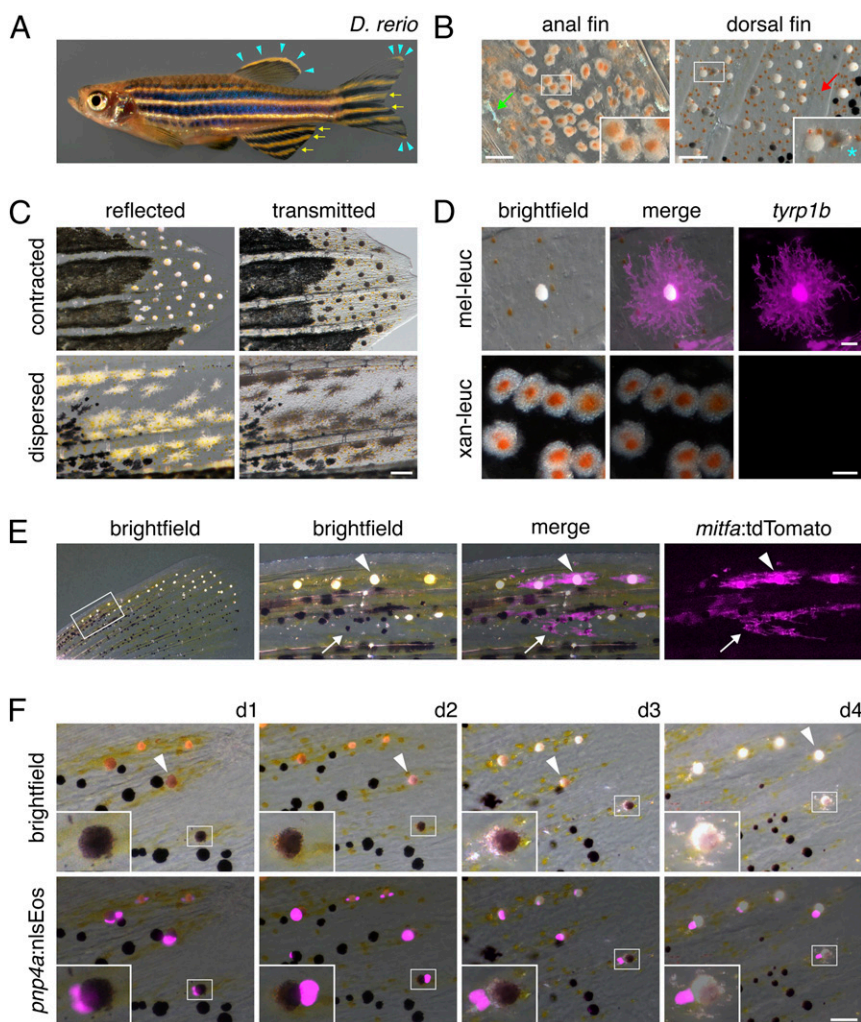 A
D. rerio
B
anal fin
dorsal fin
*
C
reflected
transmitted
contracted
dispersed
D
brightfield
merge
tyrp1b
mel-leuc
xan-leuc
E
brightfield
brightfield
merge
mitfa:tdTomato
F
d1
d2
d3
d4
brightfield
pnp4a:nlsEos